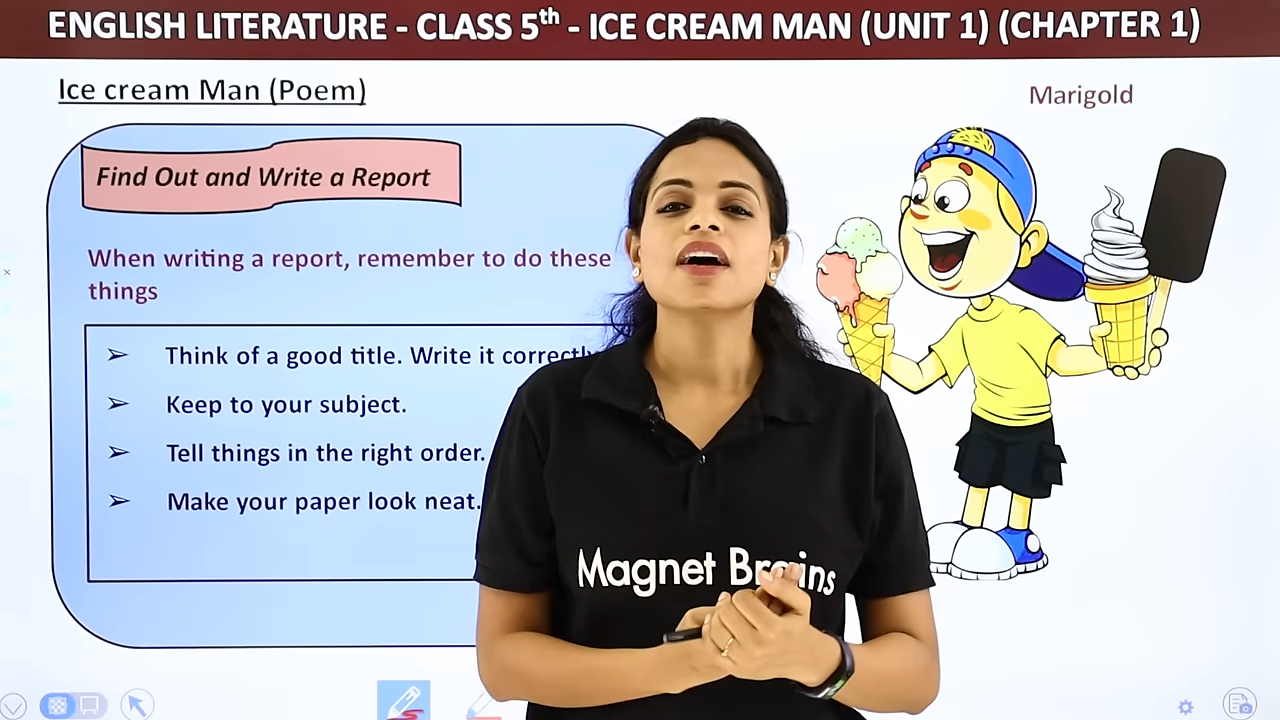 ENGLISH LITERATURE - CLASS 5th - ICE CREAM MAN (UNIT 1) (CHAPTER 1)
Ice cream Man (Poem)
Marigold
Find Out and Write a Report
When writing a report, remember to do these
things
➢ Think of a good title. Write it correctly
➢ Keep to your subject.
➢ Tell things in the right order.
➢ Make your paper look neat.
Magnet Brains